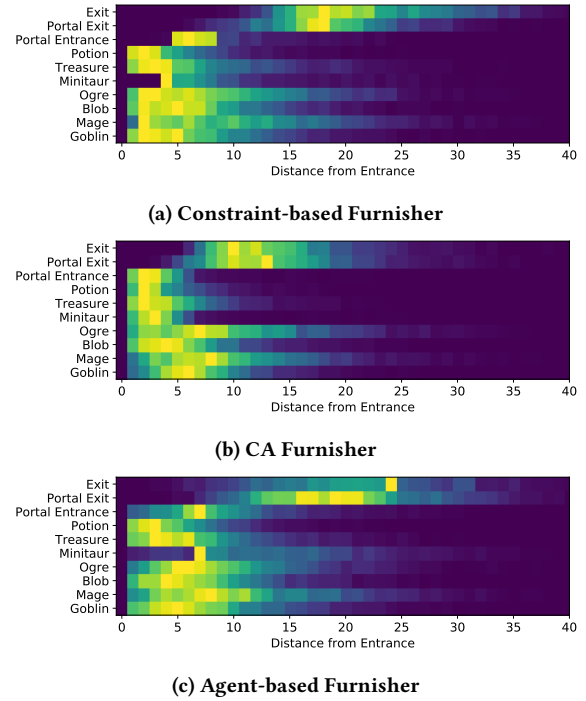 Exit
Portal Exit
Portal Entrance
Potion
Treasure
Minitaur
Ogre
Blob
Mage
Goblin
0 5 10 15 20 25 30 35 40
Distance from Entrance
(a) Constraint-based Furnisher
Exit
Portal Exit
Portal Entrance
Potion
Treasure
Minitaur
Ogre
Blob
Mage
Goblin
0 5 10 15 20 25 30 35 40
Distance from Entrance
(b) CA Furnisher
Exit
Portal Exit
Portal Entrance
Potion
Treasure
Minitaur
Ogre
Blob
Mage
Goblin
0 5 10 15 20 25 30 35 40
Distance from Entrance
(c) Agent-based Furnisher